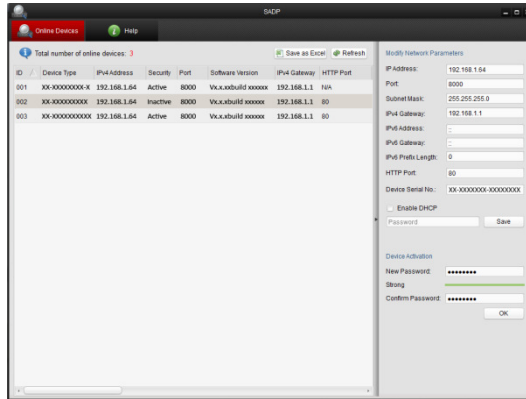 SADP
Online Devices
Help
Total number of online devices: 3
Save as Excel
Refresh
ID Device Type IPv4 Address Security Port Software Version IPv4 Gateway HTTP Port
001 XX-XXXXXXXX-X 192.168.1.64 Active 8000 Vx.x.xxbuild xxxxxx 192.168.1.1 N/A
002 XX-XXXXXXXXX 192.168.1.64 Inactive 8000 Vx.x.xbuild xxxxxx 192.168.1.1 80
003 XX-XXXXXXXXXX 192.168.1.64 Active 8000 Vx.x.xbuild xxxxxx 192.168.1.1 80
Modify Network Parameters
IP Address: 192.168.1.64
Port: 8000
Subnet Mask: 255.255.255.0
IPv4 Gateway: 192.168.1.1
IPv6 Address: ::
IPv6 Gateway: ::
IPv6 Prefix Length: 0
HTTP Port: 80
Device Serial No.: XX-XXXXXXX-XXXXXXXX
Enable DHCP
Password
Save
Device Activation
New Password: ••••••••
Strong
Confirm Password: ••••••••
OK